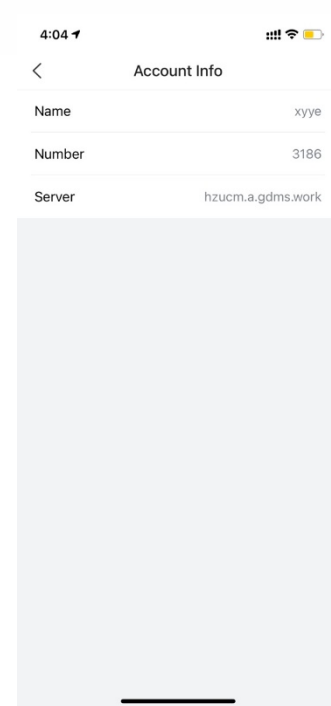 4:04
Account Info
Name xyye
Number 3186
Server hzucm.a.gdms.work